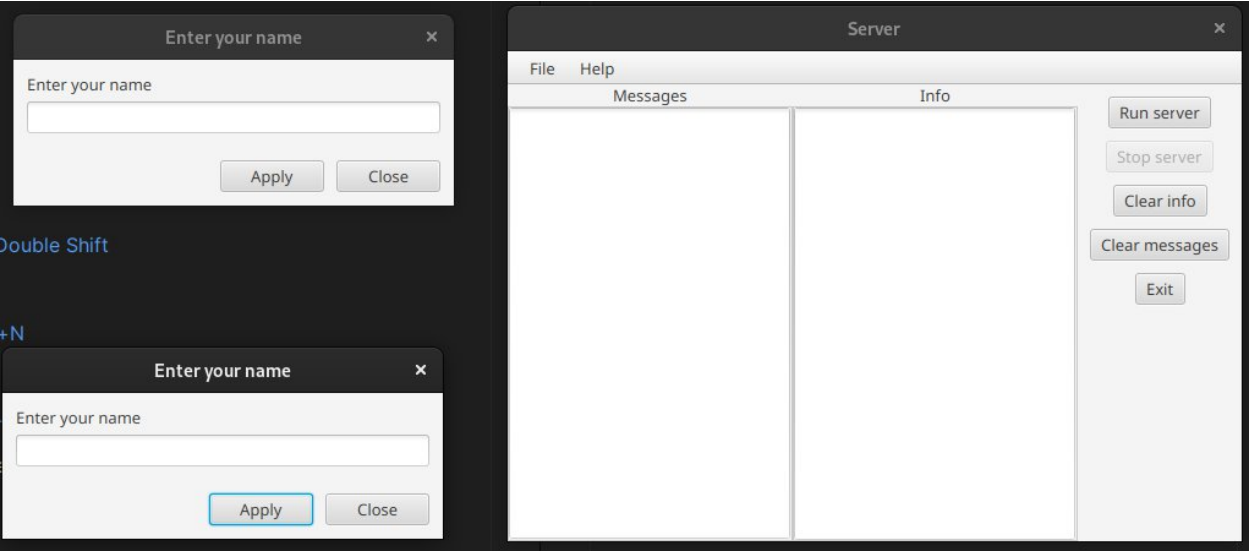 Enter your name
Enter your name
Apply Close
Double Shift
+N
Enter your name
Enter your name
Apply Close
Server
File Help
Messages Info
Run server
Stop server
Clear info
Clear messages
Exit